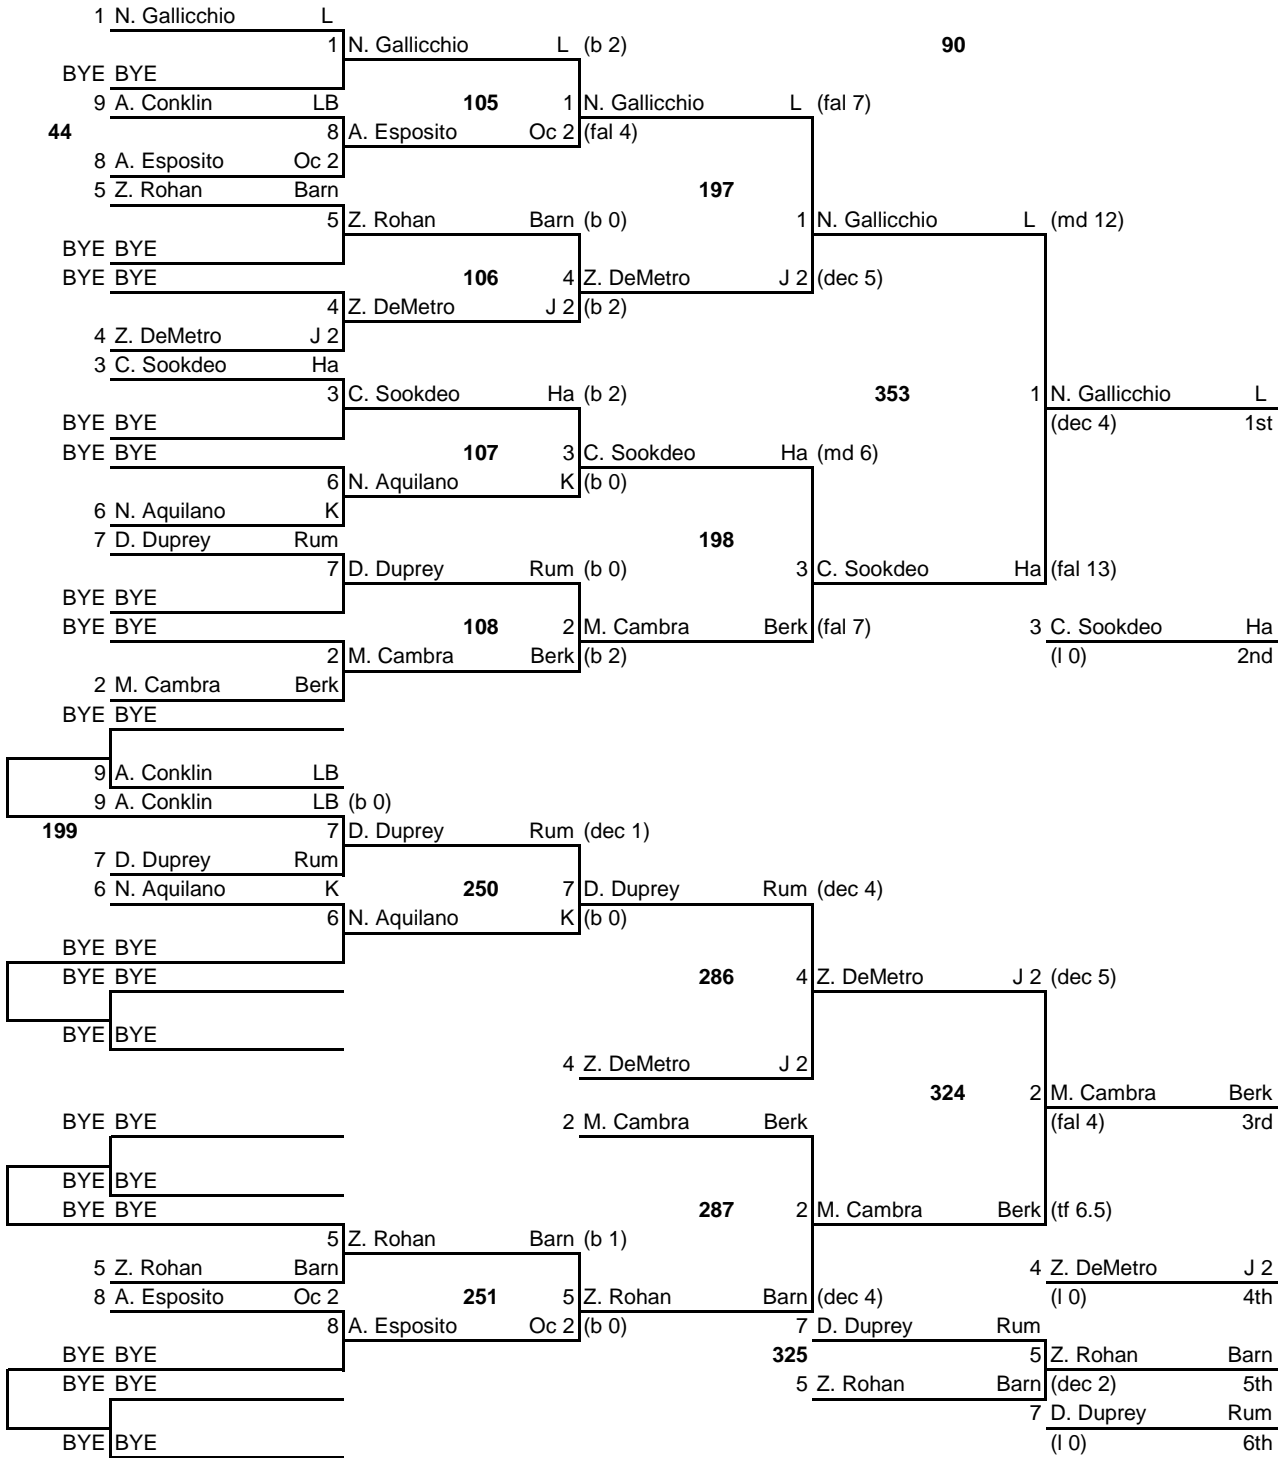 1 N. Gallicchio L
1 N. Gallicchio L (b 2) 90
BYE BYE
9 A. Conklin LB 105 1 N. Gallicchio L (fal 7)
44 8 A. Esposito Oc 2 (fal 4)
8 A. Esposito Oc 2
5 Z. Rohan Barn 197
5 Z. Rohan Barn (b 0) 1 N. Gallicchio L (md 12)
BYE BYE
BYE BYE 106 4 Z. DeMetro J 2 (dec 5)
4 Z. DeMetro J 2 (b 2)
4 Z. DeMetro J 2
3 C. Sookdeo Ha
3 C. Sookdeo Ha (b 2) 353 1 N. Gallicchio L
BYE BYE (dec 4) 1st
BYE BYE 107 3 C. Sookdeo Ha (md 6)
6 N. Aquilano K (b 0)
6 N. Aquilano K
7 D. Duprey Rum 198
7 D. Duprey Rum (b 0) 3 C. Sookdeo Ha (fal 13)
BYE BYE
BYE BYE 108 2 M. Cambra Berk (fal 7) 3 C. Sookdeo Ha
2 M. Cambra Berk (b 2) (l 0) 2nd
2 M. Cambra Berk
BYE BYE
9 A. Conklin LB
9 A. Conklin LB (b 0)
199 7 D. Duprey Rum (dec 1)
7 D. Duprey Rum
6 N. Aquilano K 250 7 D. Duprey Rum (dec 4)
6 N. Aquilano K (b 0)
BYE BYE
BYE BYE 286 4 Z. DeMetro J 2 (dec 5)
BYE BYE
4 Z. DeMetro J 2
324 2 M. Cambra Berk
BYE BYE 2 M. Cambra Berk (fal 4) 3rd
BYE BYE
BYE BYE 287 2 M. Cambra Berk (tf 6.5)
5 Z. Rohan Barn (b 1)
5 Z. Rohan Barn 4 Z. DeMetro J 2
8 A. Esposito Oc 2 251 5 Z. Rohan Barn (dec 4) (l 0) 4th
8 A. Esposito Oc 2 (b 0) 7 D. Duprey Rum
BYE BYE 325 5 Z. Rohan Barn
BYE BYE 5 Z. Rohan Barn (dec 2) 5th
7 D. Duprey Rum
BYE BYE (l 0) 6th